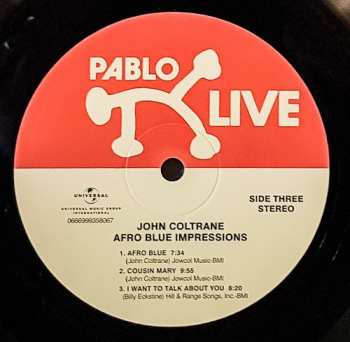 PABLO
LIVE
UNIVERSAL
UNIVERSAL MUSIC GROUP
INTERNATIONAL
0666999358067
SIDE THREE
STEREO
JOHN COLTRANE
AFRO BLUE IMPRESSIONS
1. AFRO BLUE 7:34
(John Coltrane) Jowcol Music-BMI
2. COUSIN MARY 9:55
(John Coltrane) Jowcol Music-BMI
3. I WANT TO TALK ABOUT YOU 8:20
(Billy Eckstine) Hill & Range Songs, Inc.-BMI